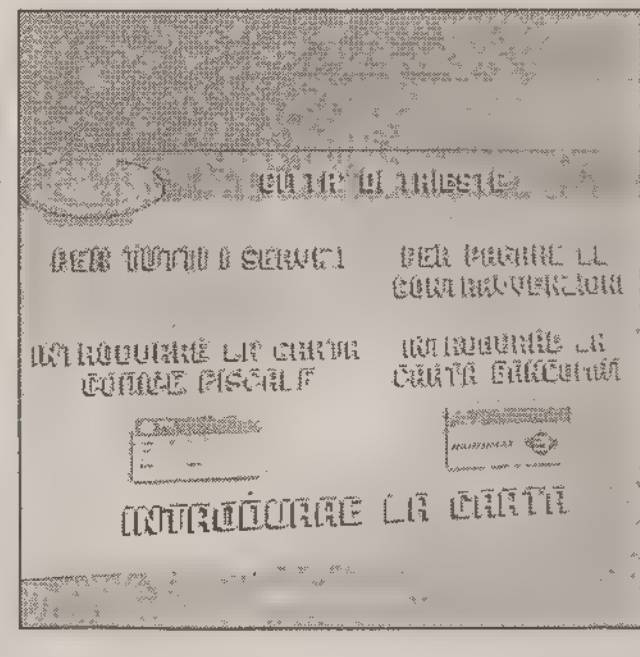 CITTA' DI TRIESTE
PER TUTTI I SERVIZI
PER PAGARE LE
CONTRAVVENZIONI
INTRODURRE LA CARTA
CODICE FISCALE
INTRODURRE LA
CARTA BANCOMAT
INTRODURRE LA CARTA